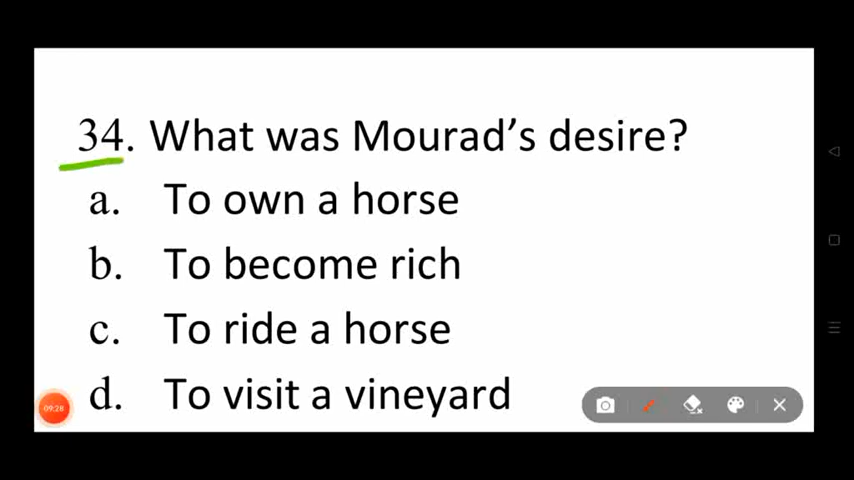 34. What was Mourad's desire?
a. To own a horse
b. To become rich
c. To ride a horse
d. To visit a vineyard
09:28